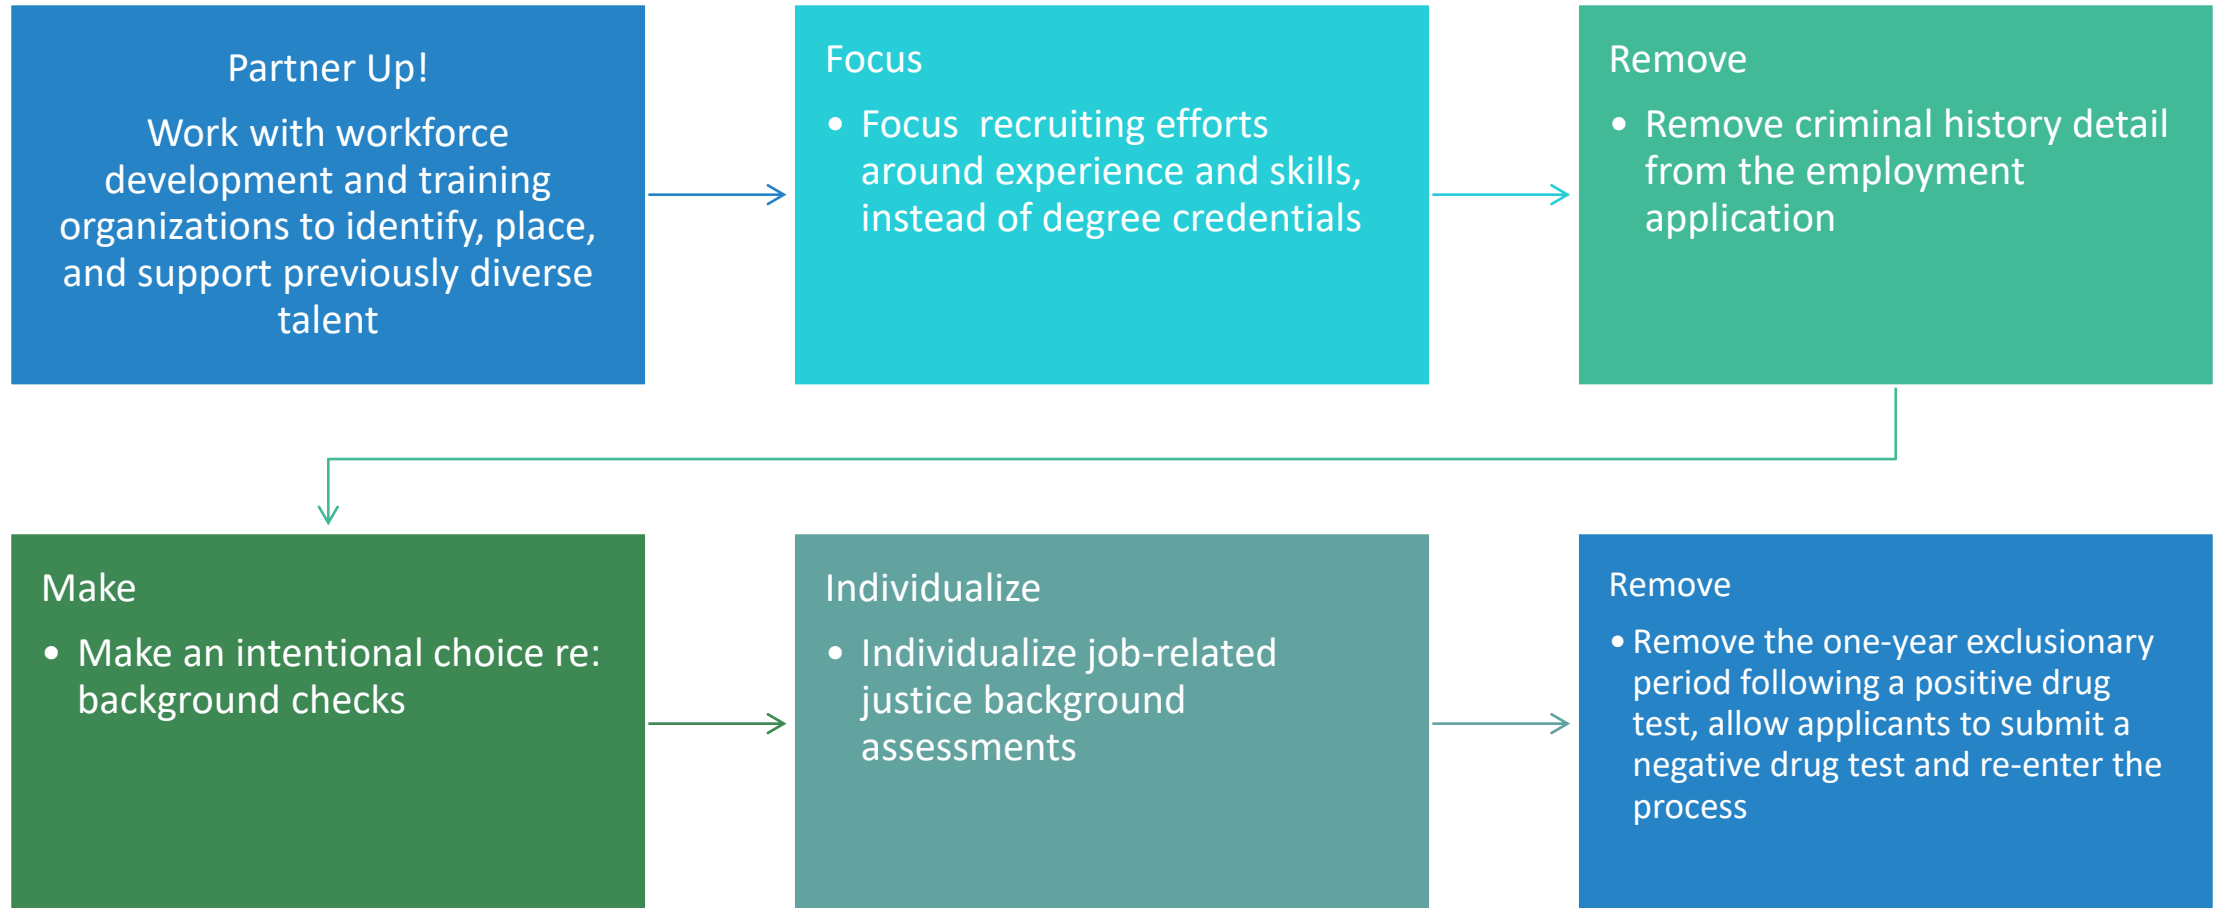 Partner Up!
Work with workforce
development and training
organizations to identify, place,
and support previously diverse
talent
Focus
• Focus  recruiting efforts
around experience and skills,
instead of degree credentials
Remove
• Remove criminal history detail
from the employment
application
Make
• Make an intentional choice re:
background checks
Individualize
• Individualize job-related
justice background
assessments
Remove
• Remove the one-year exclusionary
period following a positive drug
test, allow applicants to submit a
negative drug test and re-enter the
process